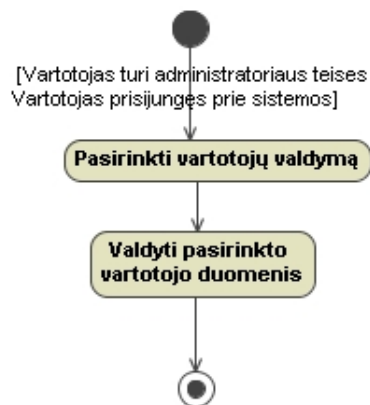 [Vartotojas turi administratoriaus teises
Vartotojas prisijungęs prie sistemos]
Pasirinkti vartotojų valdymą
Valdyti pasirinkto
vartotojo duomenis